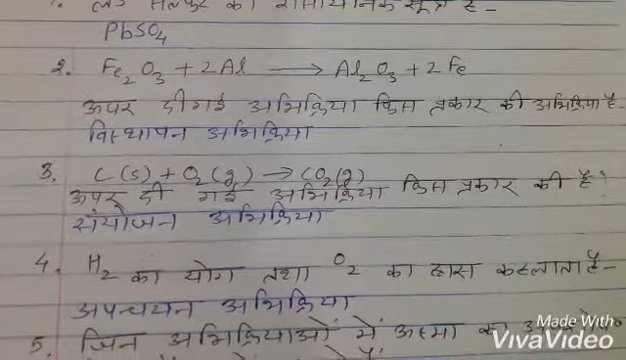 का रासायनिक सूत्र है -
PbSO4
2. Fe2O3 + 2Al → Al2O3 + 2Fe
ऊपर दी गई अभिक्रिया किस प्रकार की अभिक्रिया है -
विस्थापन अभिक्रिया
3. C(s) + O2(g) → CO2(g)
ऊपर दी गई अभिक्रिया किस प्रकार की है?
संयोजन अभिक्रिया
4. H2 का योग तथा O2 का ह्रास कहलाता है -
अपचयन अभिक्रिया
5. जिन अभिक्रियाओं में ऊष्मा का
Made With
VivaVideo